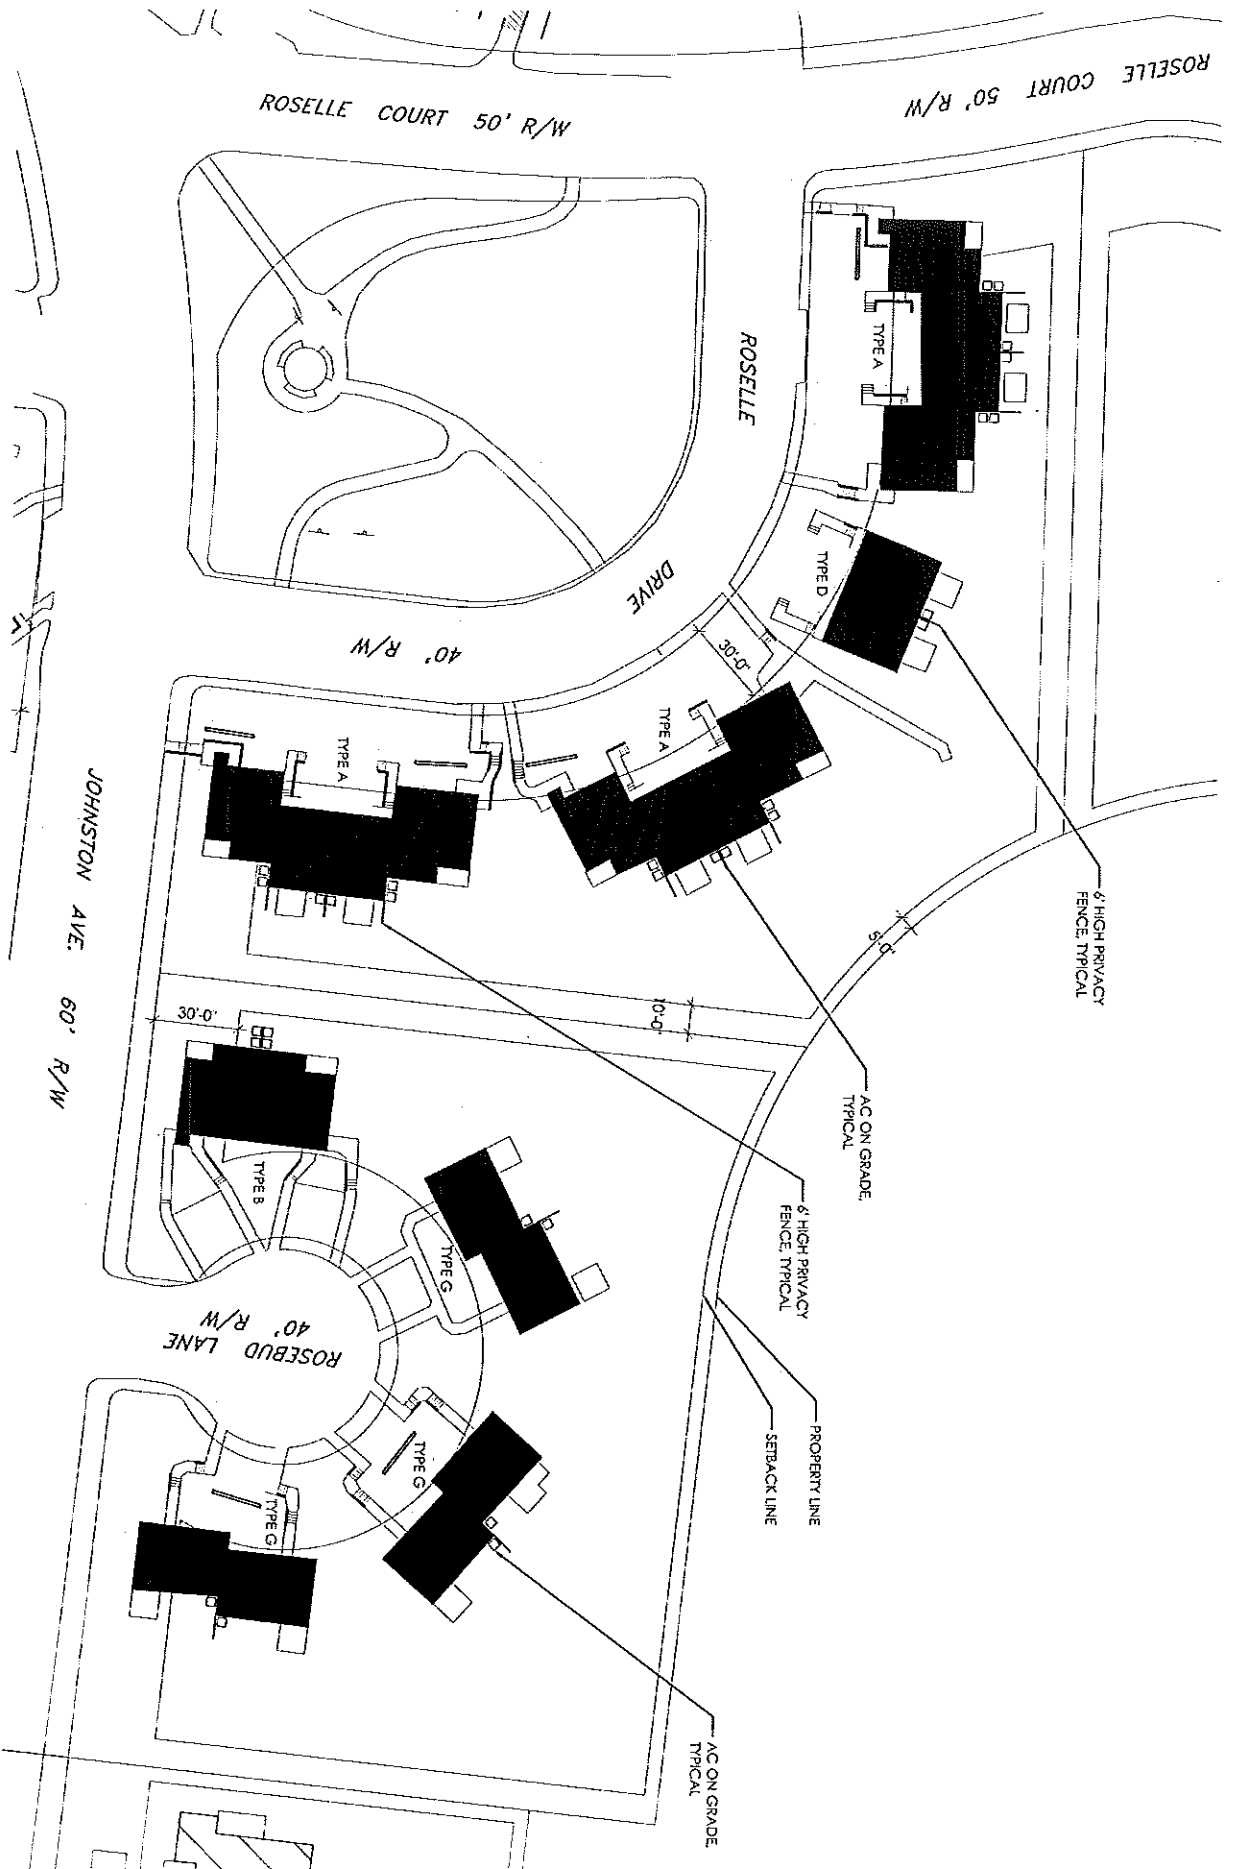 ROSELLE COURT 50' R/W
ROSELLE COURT 50' R/W
ROSELLE
DRIVE
40' R/W
TYPE A
TYPE D
30'-0"
TYPE A
TYPE A
6' HIGH PRIVACY
FENCE, TYPICAL
5'-0"
JOHNSTON AVE. 60' R/W
30'-0"
10'-0"
AC ON GRADE,
TYPICAL
6' HIGH PRIVACY
FENCE, TYPICAL
TYPE B
TYPE G
ROSEBUD LANE
40' R/W
PROPERTY LINE
SETBACK LINE
TYPE G
TYPE G
AC ON GRADE,
TYPICAL